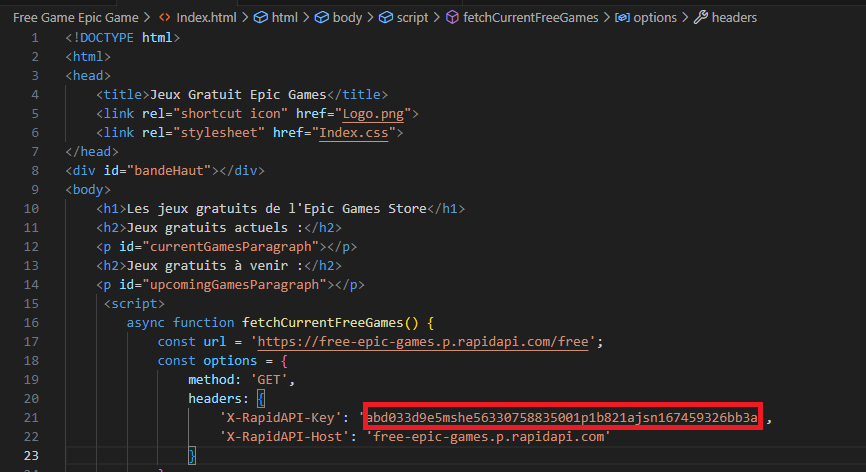 Free Game Epic Game > Index.html > html > body > script > fetchCurrentFreeGames > options > headers
1 <!DOCTYPE html>
2 <html>
3 <head>
4 <title>Jeux Gratuit Epic Games</title>
5 <link rel="shortcut icon" href="Logo.png">
6 <link rel="stylesheet" href="Index.css">
7 </head>
8 <div id="bandeHaut"></div>
9 <body>
10 <h1>Les jeux gratuits de l'Epic Games Store</h1>
11 <h2>Jeux gratuits actuels :</h2>
12 <p id="currentGamesParagraph"></p>
13 <h2>Jeux gratuits à venir :</h2>
14 <p id="upcomingGamesParagraph"></p>
15 <script>
16 async function fetchCurrentFreeGames() {
17 const url = 'https://free-epic-games.p.rapidapi.com/free';
18 const options = {
19 method: 'GET',
20 headers: {
21 'X-RapidAPI-Key': 'abd033d9e5mshe56330758835001p1b821ajsn167459326bb3a',
22 'X-RapidAPI-Host': 'free-epic-games.p.rapidapi.com'
23 }